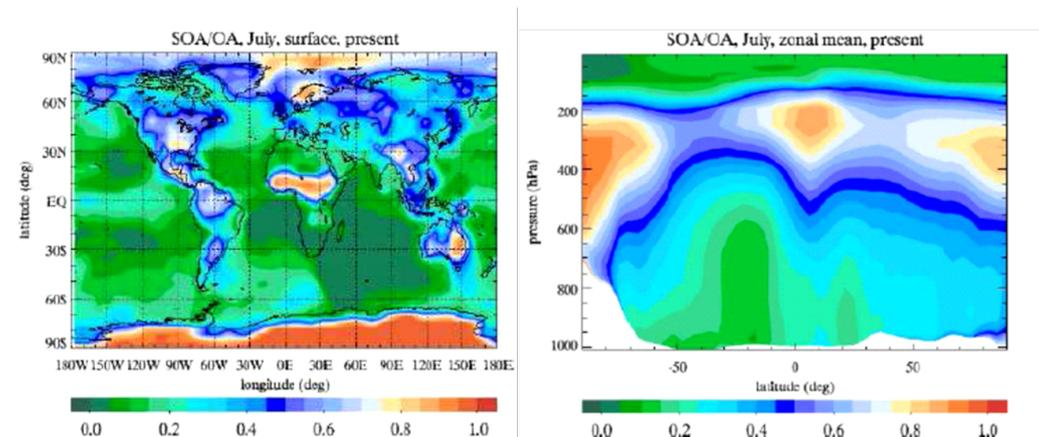 SOA/OA, July, surface, present
90N
60N
30N
EQ
30S
60S
90S
latitude (deg)
180W 150W 120W 90W 60W 30W 0E 30E 60E 90E 120E 150E 180E
longitude (deg)
0.0 0.2 0.4 0.6 0.8 1.0
SOA/OA, July, zonal mean, present
200
400
600
800
1000
pressure (hPa)
-50 0 50
latitude (deg)
0.0 0.2 0.4 0.6 0.8 1.0